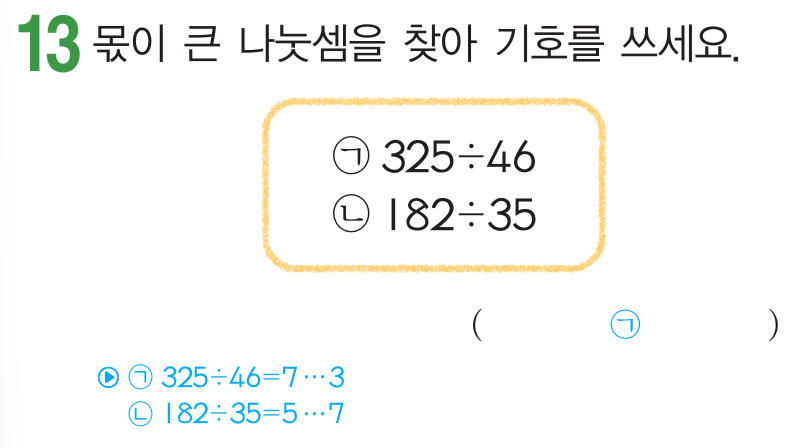 13 몫이 큰 나눗셈을 찾아 기호를 쓰세요.
㉠ 325÷46
㉡ 182÷35
( ㉠ )
▶ ㉠ 325÷46=7…3
㉡ 182÷35=5…7